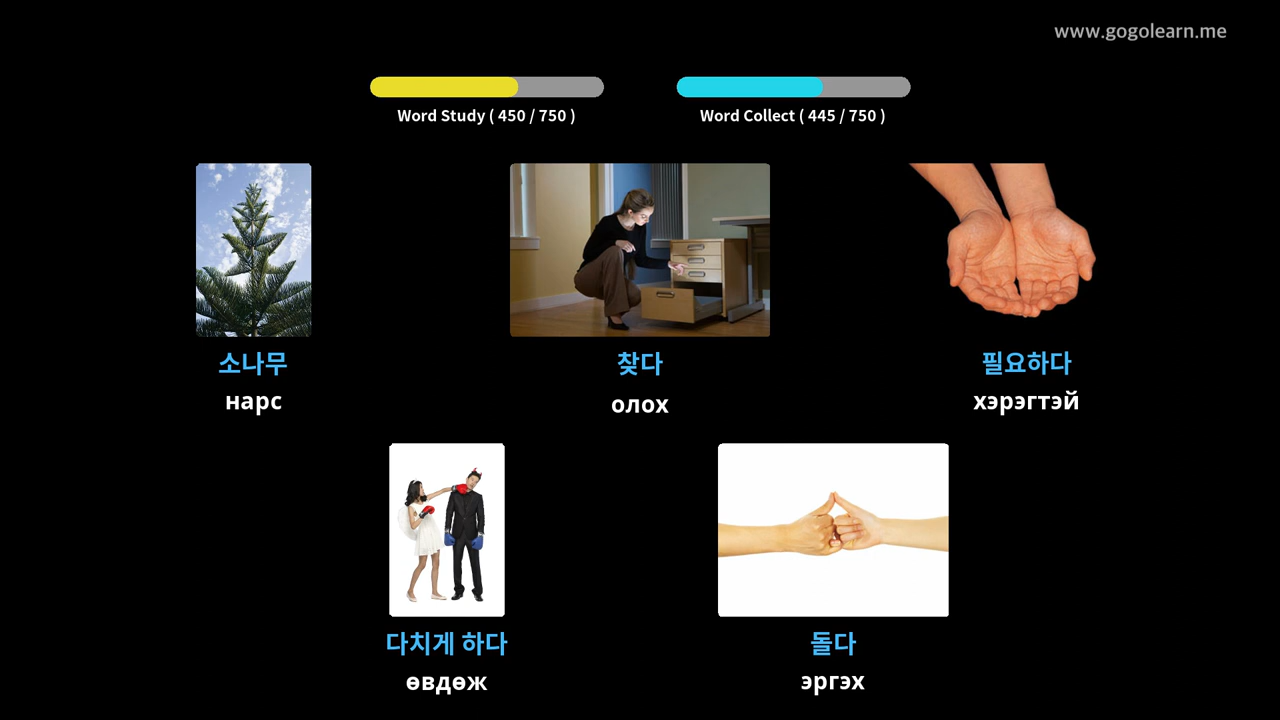 www.gogolearn.me
Word Study ( 450 / 750 )
Word Collect ( 445 / 750 )
소나무
нарс
찾다
олох
필요하다
хэрэгтэй
다치게 하다
өвдөж
돌다
эргэх